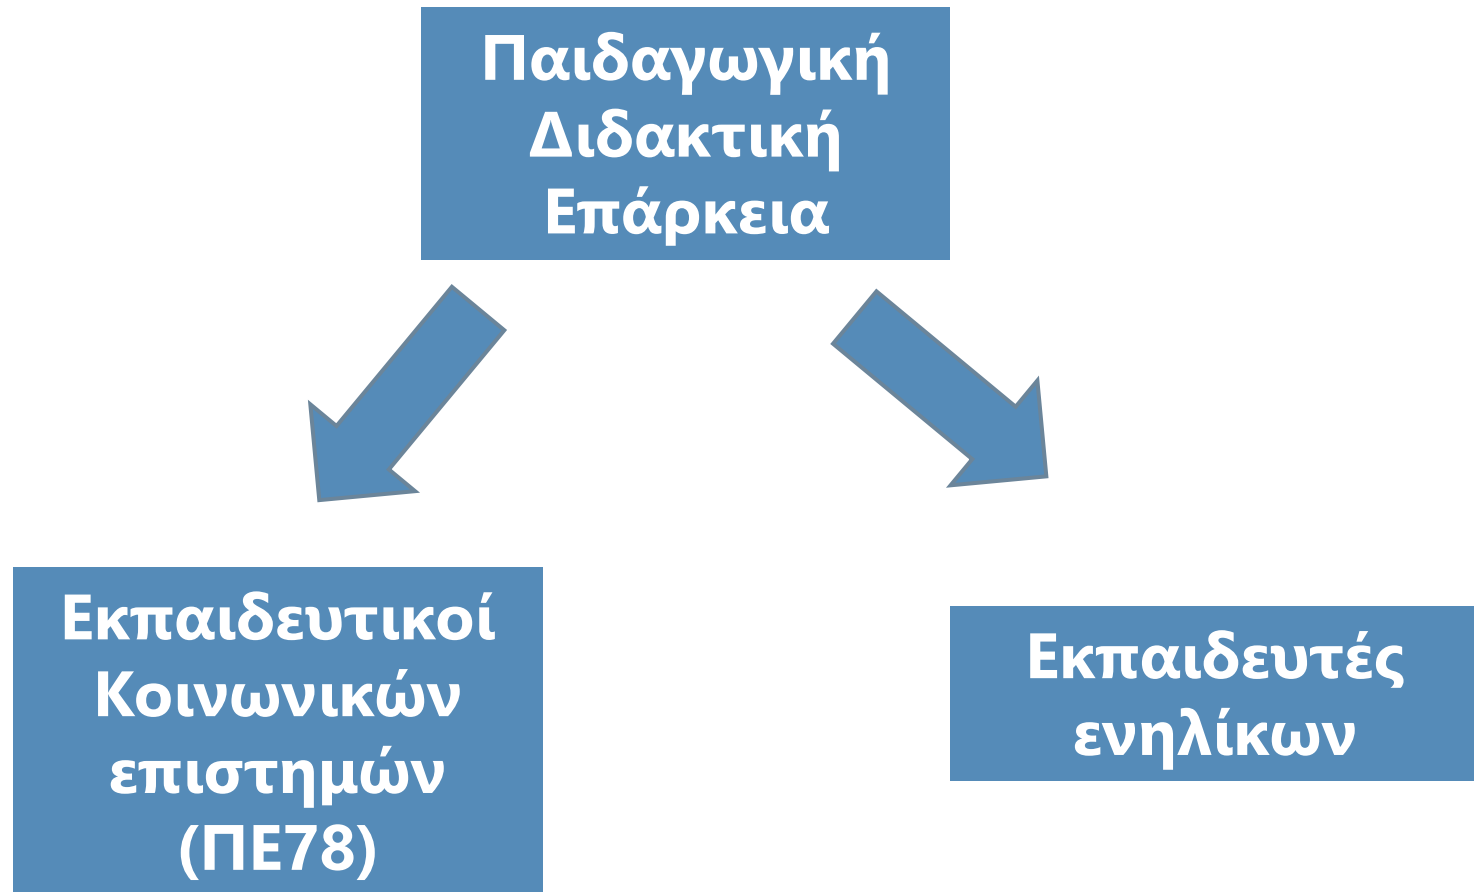 Παιδαγωγική
Διδακτική
Επάρκεια
Εκπαιδευτικοί
Κοινωνικών
επιστημών
(ΠΕ78)
Εκπαιδευτές
ενηλίκων